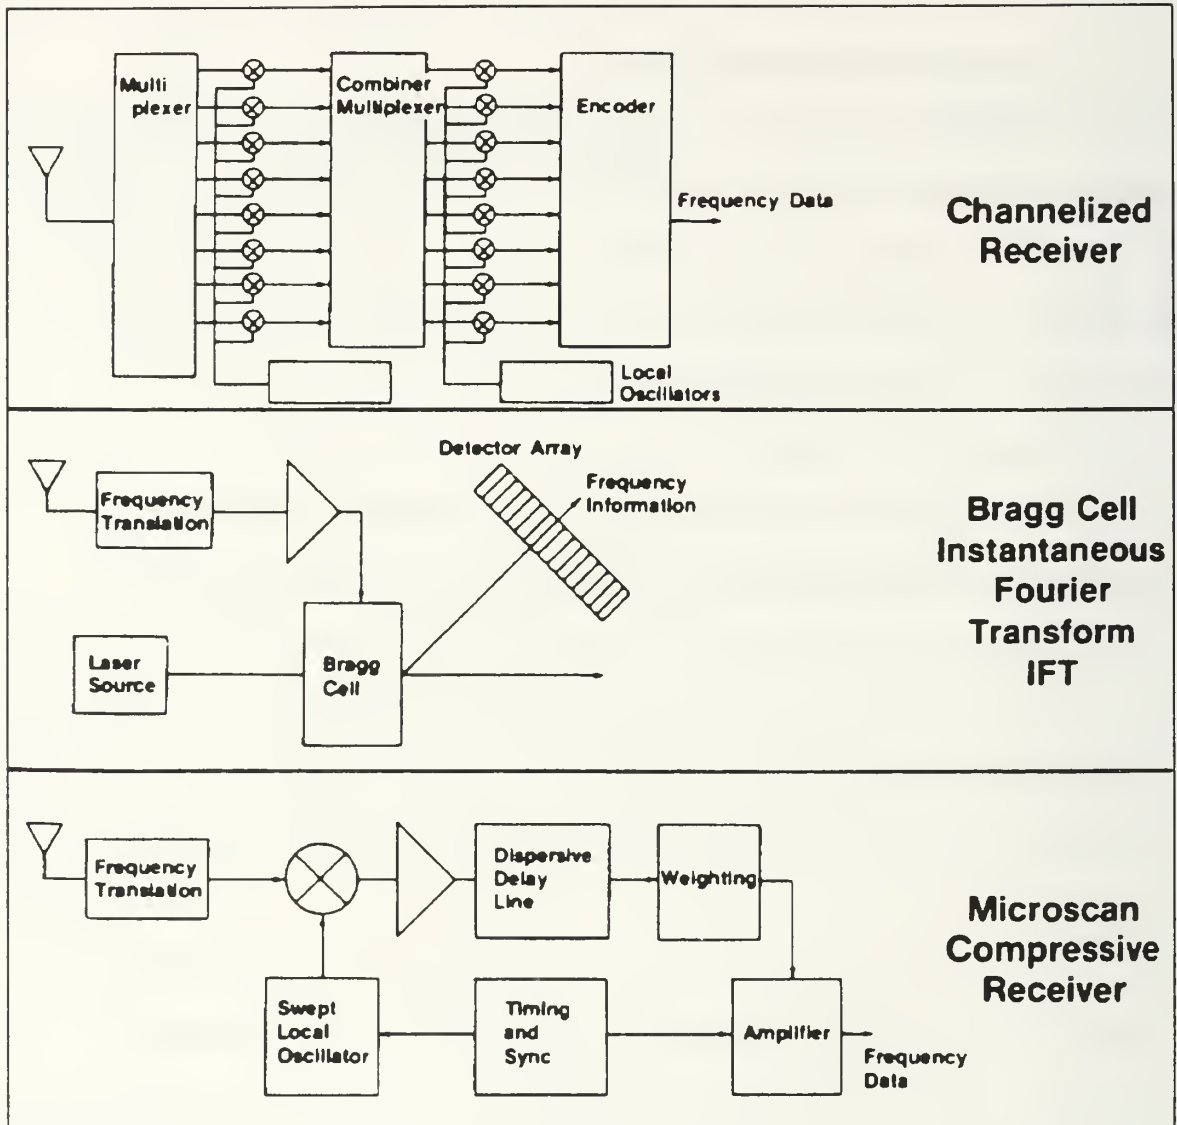 Multi
plexer
Combiner
Multiplexer
Encoder
Frequency Data
Local
Oscillators
Channelized
Receiver
Detector Array
Frequency
Information
Frequency
Translation
Laser
Source
Bragg
Cell
Bragg Cell
Instantaneous
Fourier
Transform
IFT
Frequency
Translation
Dispersive
Delay
Line
Weighting
Swept
Local
Oscillator
Timing
and
Sync
Amplifier
Frequency
Data
Microscan
Compressive
Receiver